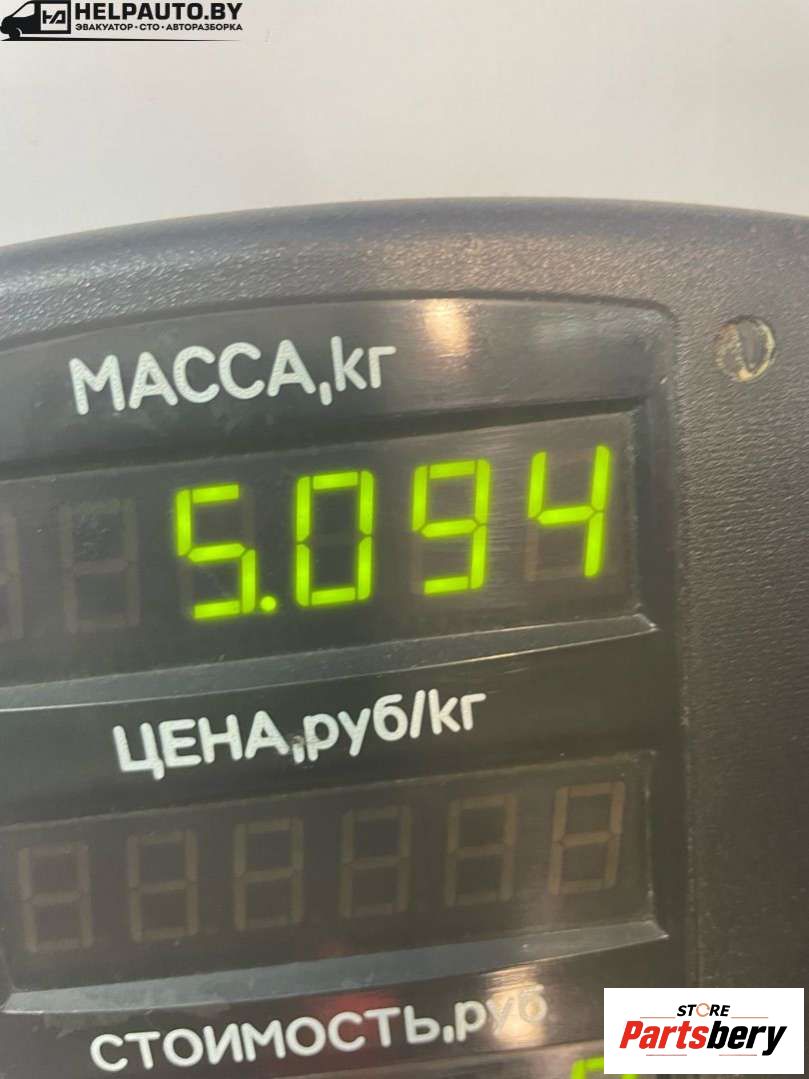 HELPAUTO.BY
ЭВАКУАТОР · СТО · АВТОРАЗБОРКА
МАССА,кг
5.094
ЦЕНА,руб/кг
СТОИМОСТЬ,руб
STORE
Partsbery